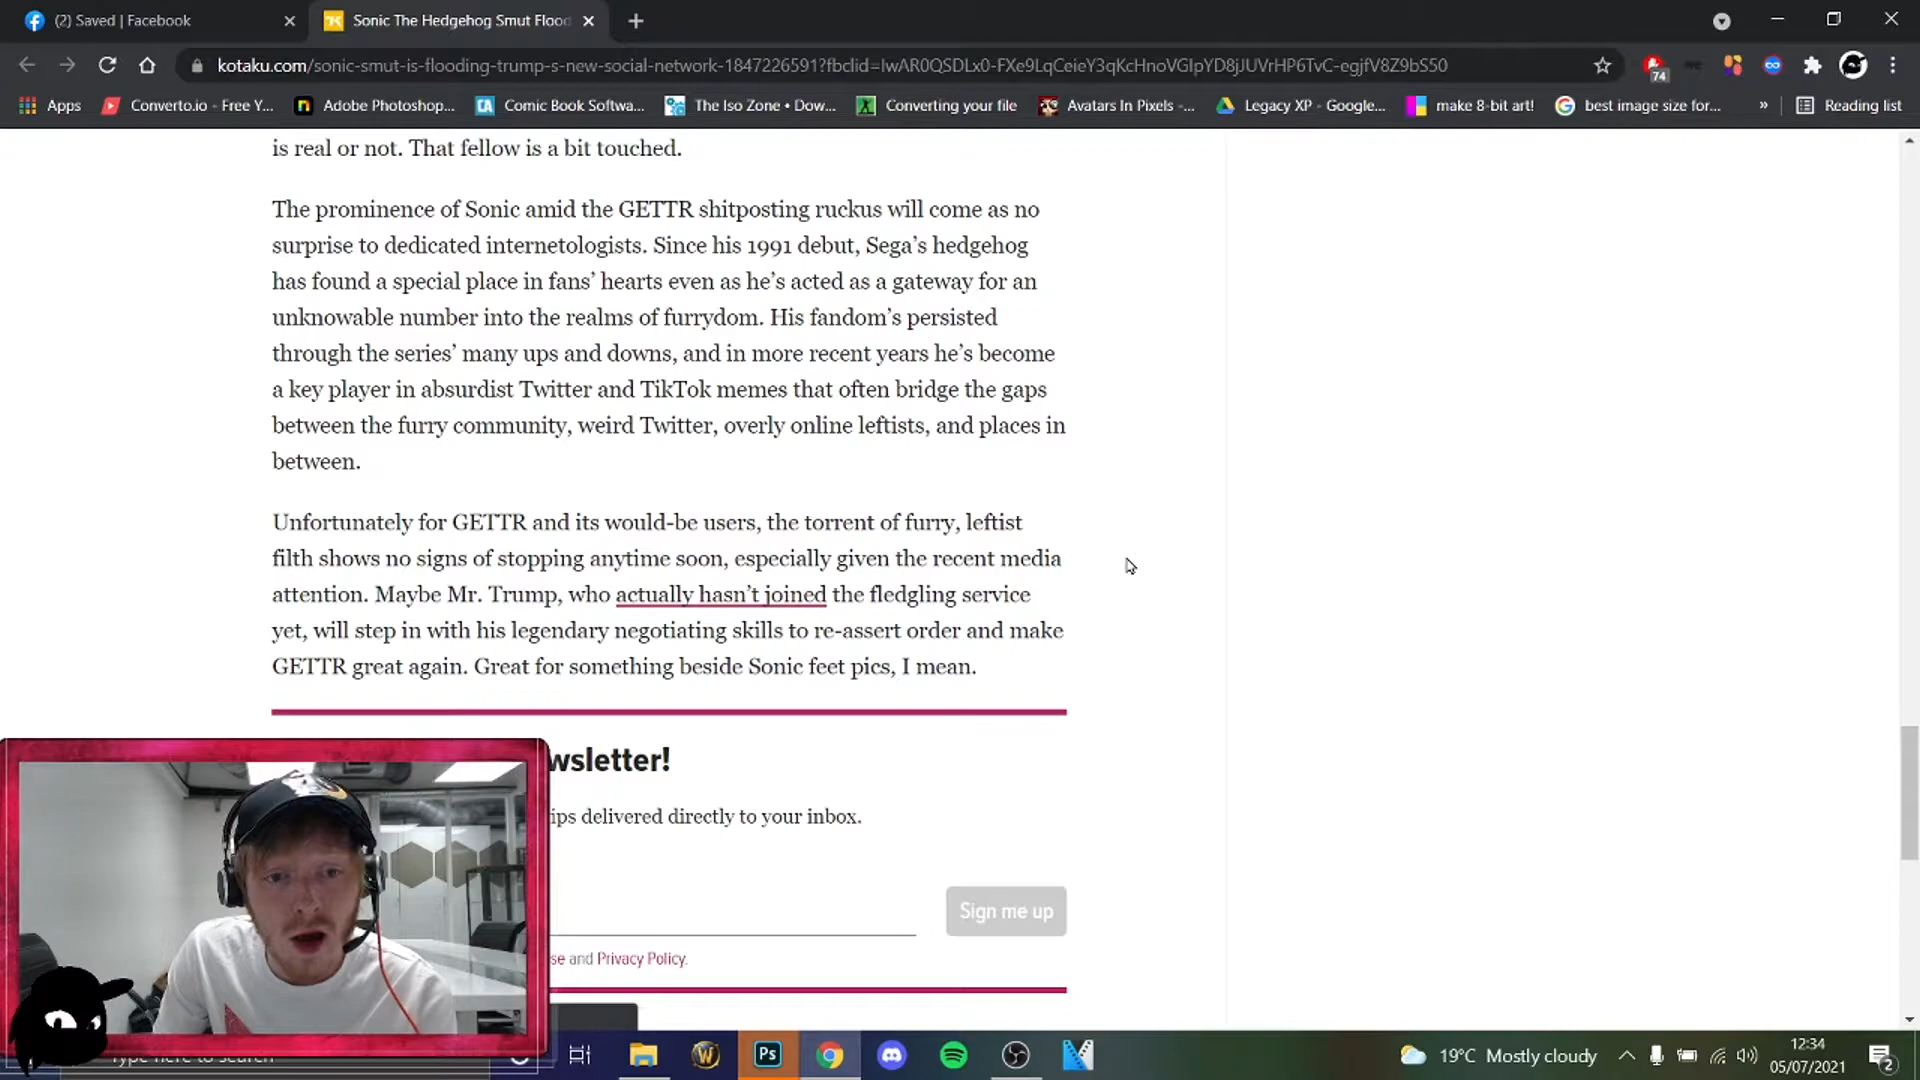 (2) Saved | Facebook
Sonic The Hedgehog Smut Flood
kotaku.com/sonic-smut-is-flooding-trump-s-new-social-network-1847226591?fbclid=IwAR0QSDLx0-FXe9LqCeieY3qKcHnoVGIpYD8jJUVrHP6TvC-egjfV8Z9bS50
74
Apps
Converto.io - Free Y...
Adobe Photoshop...
Comic Book Softwa...
The Iso Zone • Dow...
Converting your file
Avatars In Pixels -...
Legacy XP - Google...
make 8-bit art!
best image size for...
»
Reading list
is real or not. That fellow is a bit touched.
The prominence of Sonic amid the GETTR shitposting ruckus will come as no
surprise to dedicated internetologists. Since his 1991 debut, Sega's hedgehog
has found a special place in fans' hearts even as he's acted as a gateway for an
unknowable number into the realms of furrydom. His fandom's persisted
through the series' many ups and downs, and in more recent years he's become
a key player in absurdist Twitter and TikTok memes that often bridge the gaps
between the furry community, weird Twitter, overly online leftists, and places in
between.
Unfortunately for GETTR and its would-be users, the torrent of furry, leftist
filth shows no signs of stopping anytime soon, especially given the recent media
attention. Maybe Mr. Trump, who actually hasn't joined the fledgling service
yet, will step in with his legendary negotiating skills to re-assert order and make
GETTR great again. Great for something beside Sonic feet pics, I mean.
wsletter!
ips delivered directly to your inbox.
Sign me up
se and Privacy Policy.
Type here to search
W
Ps
19°C Mostly cloudy
12:34
05/07/2021
2